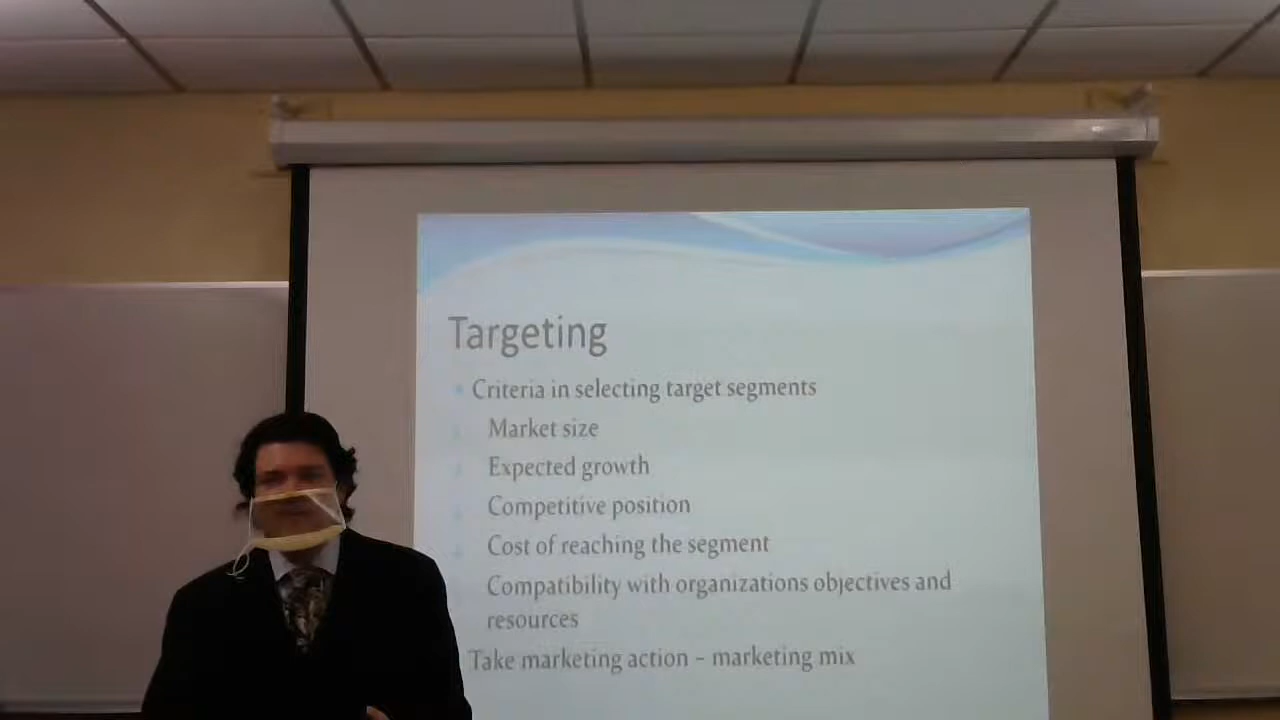 Targeting
Criteria in selecting target segments
Market size
Expected growth
Competitive position
Cost of reaching the segment
Compatibility with organizations objectives and
resources
Take marketing action – marketing mix